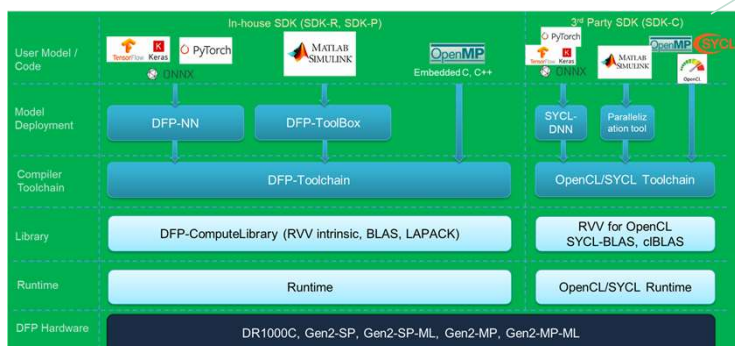 In-house SDK (SDK-R, SDK-P)
3rd Party SDK (SDK-C)
User Model /
Code
TensorFlow
Keras
ONNX
PyTorch
MATLAB
SIMULINK
OpenMP
Embedded C, C++
PyTorch
TensorFlow
Keras
ONNX
MATLAB
SIMULINK
OpenMP
SYCL
OpenCL
Model
Deployment
DFP-NN
DFP-ToolBox
SYCL-
DNN
Paralleliz
ation tool
Compiler
Toolchain
DFP-Toolchain
OpenCL/SYCL Toolchain
Library
DFP-ComputeLibrary (RVV intrinsic, BLAS, LAPACK)
RVV for OpenCL
SYCL-BLAS, clBLAS
Runtime
Runtime
OpenCL/SYCL Runtime
DFP Hardware
DR1000C, Gen2-SP, Gen2-SP-ML, Gen2-MP, Gen2-MP-ML